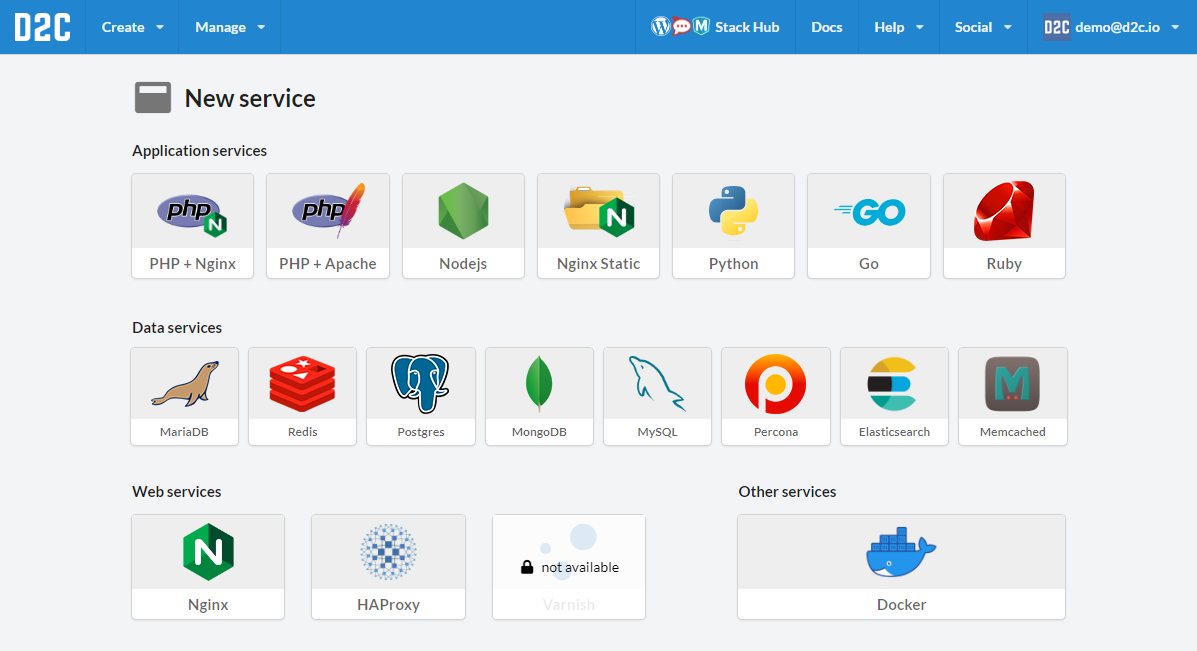 D2C Create Manage Stack Hub Docs Help Social D2C demo@d2c.io
New service
Application services
php N php php N GO
PHP + Nginx PHP + Apache Nodejs Nginx Static Python Go Ruby
Data services
MariaDB Redis Postgres MongoDB MySQL Percona Elasticsearch Memcached
Web services Other services
N
not available
Nginx HAProxy Varnish Docker